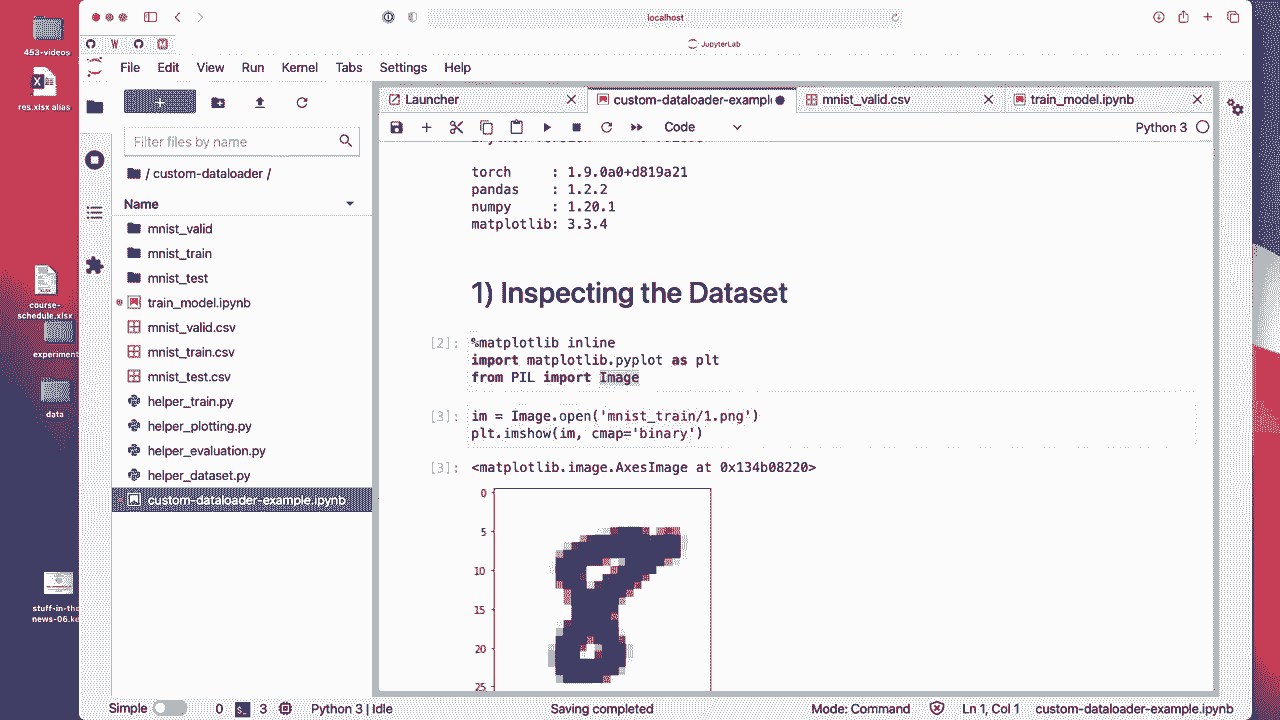 localhost
JupyterLab
File Edit View Run Kernel Tabs Settings Help
453-videos
res.xlsx alias
course-
schedule.xlsx
experiment
data
stuff-in-the
news-06.ke
Filter files by name
/ custom-dataloader /
Name
mnist_valid
mnist_train
mnist_test
train_model.ipynb
mnist_valid.csv
mnist_train.csv
mnist_test.csv
helper_train.py
helper_plotting.py
helper_evaluation.py
helper_dataset.py
custom-dataloader-example.ipynb
Launcher
custom-dataloader-example
mnist_valid.csv
train_model.ipynb
Code
Python 3
torch : 1.9.0a0+d819a21
pandas : 1.2.2
numpy : 1.20.1
matplotlib: 3.3.4
1) Inspecting the Dataset
[2]: %matplotlib inline
import matplotlib.pyplot as plt
from PIL import Image
[3]: im = Image.open('mnist_train/1.png')
plt.imshow(im, cmap='binary')
[3]: <matplotlib.image.AxesImage at 0x134b08220>
0
5
10
15
20
25
Simple 0 3 Python 3 | Idle Saving completed Mode: Command Ln 1, Col 1 custom-dataloader-example.ipynb